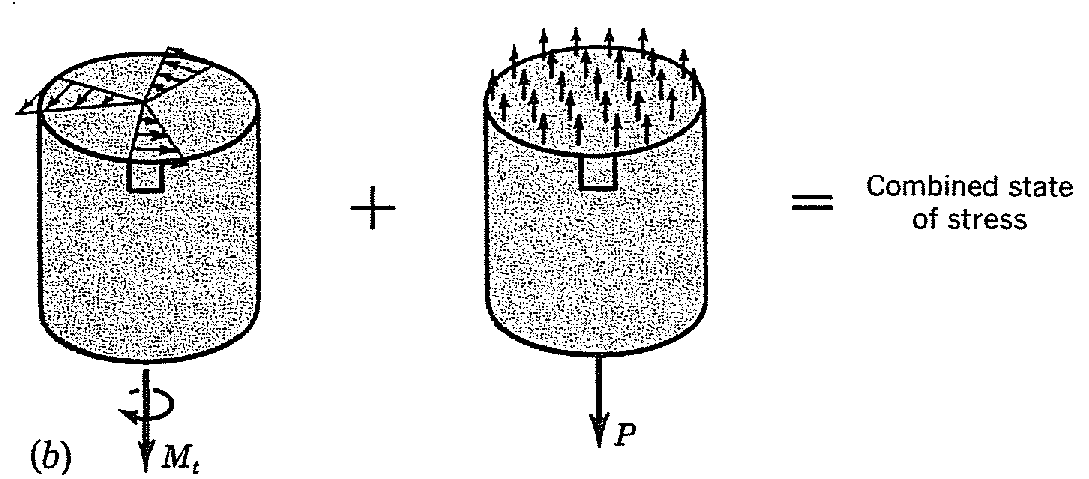 +
=
Combined state
of stress
P
(b)
M_t